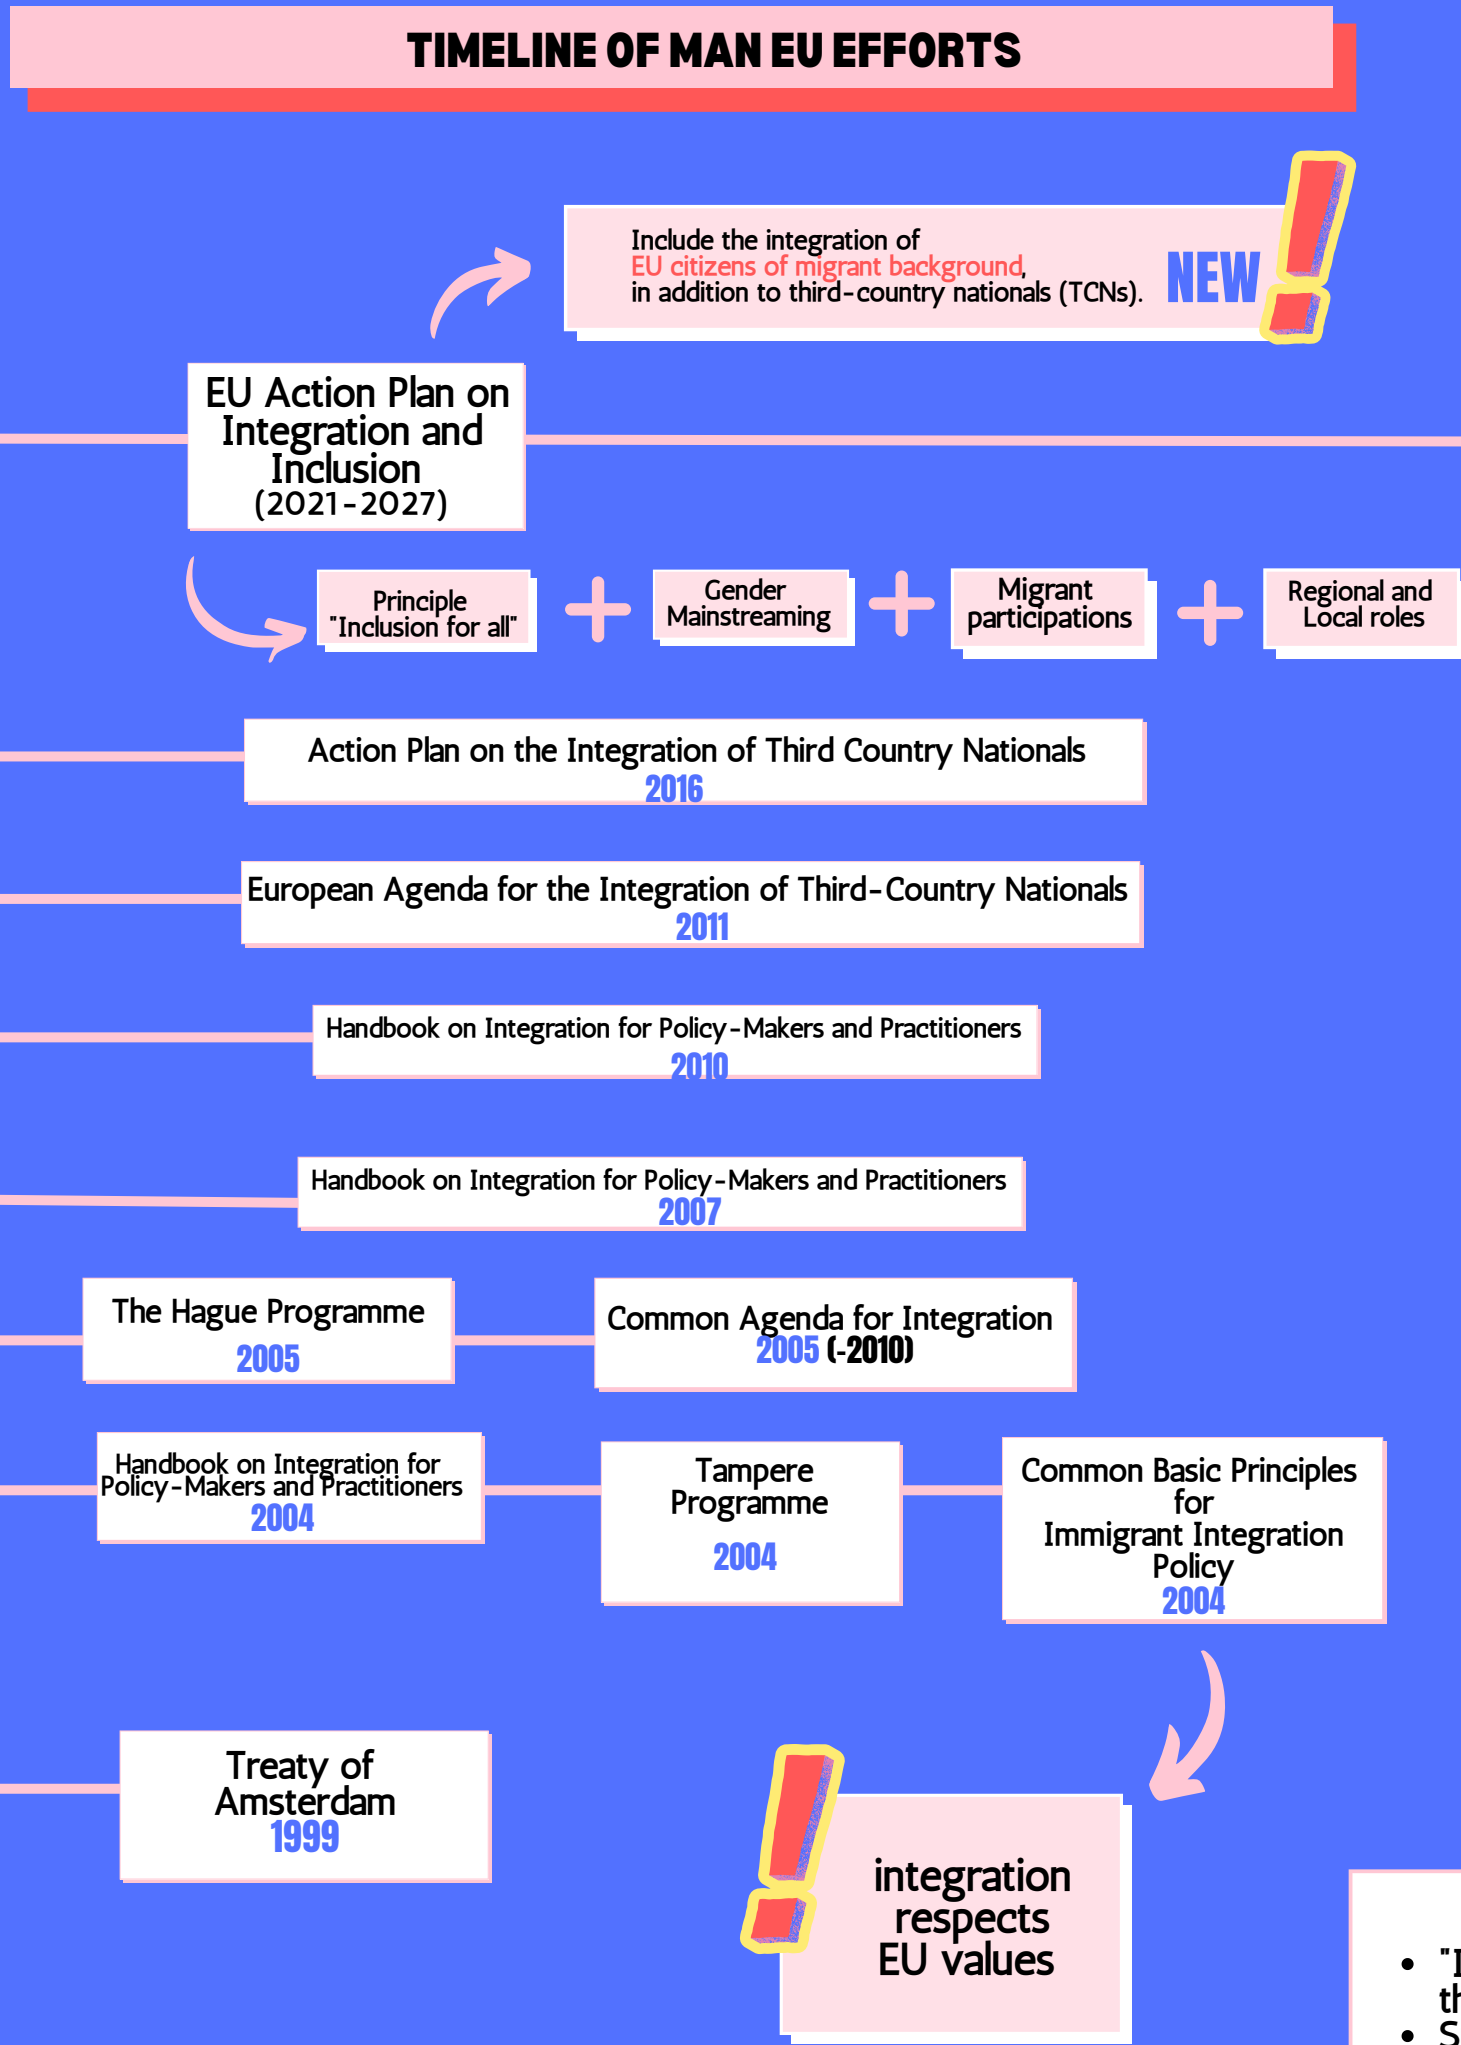 TIMELINE OF MAN EU EFFORTS
Include the integration of
EU citizens of migrant background,
in addition to third-country nationals (TCNs).
NEW
EU Action Plan on
Integration and
Inclusion
(2021-2027)
Principle
"Inclusion for all"
Gender
Mainstreaming
Migrant
participations
Regional and
Local roles
Action Plan on the Integration of Third Country Nationals
2016
European Agenda for the Integration of Third-Country Nationals
2011
Handbook on Integration for Policy-Makers and Practitioners
2010
Handbook on Integration for Policy-Makers and Practitioners
2007
The Hague Programme
2005
Common Agenda for Integration
2005 (-2010)
Handbook on Integration for
Policy-Makers and Practitioners
2004
Tampere
Programme
2004
Common Basic Principles
for
Immigrant Integration
Policy
2004
Treaty of
Amsterdam
1999
integration
respects
EU values